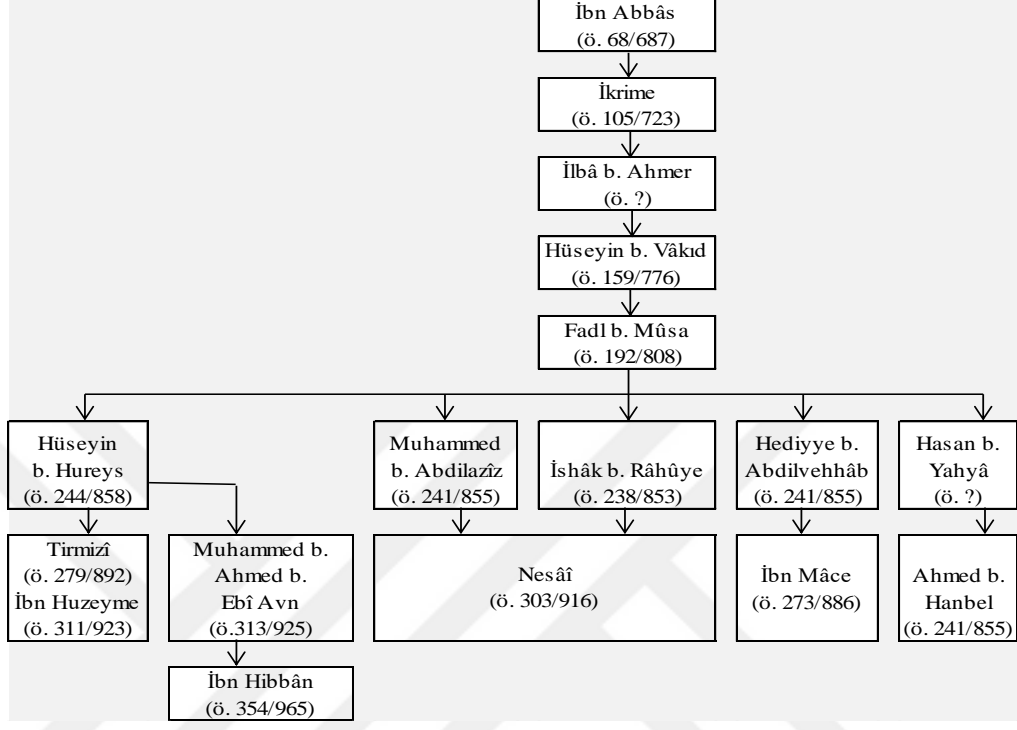 İbn Abbâs
(ö. 68/687)
İkrime
(ö. 105/723)
İlbâ b. Ahmer
(ö. ?)
Hüseyin b. Vâkıd
(ö. 159/776)
Fadl b. Mûsa
(ö. 192/808)
Hüseyin
b. Hureys
(ö. 244/858)
Muhammed
b. Abdilazîz
(ö. 241/855)
İshâk b. Râhûye
(ö. 238/853)
Hediyye b.
Abdilvehhâb
(ö. 241/855)
Hasan b.
Yahyâ
(ö. ?)
Tirmizî
(ö. 279/892)
İbn Huzeyme
(ö. 311/923)
Muhammed b.
Ahmed b.
Ebî Avn
(ö.313/925)
Nesâî
(ö. 303/916)
İbn Mâce
(ö. 273/886)
Ahmed b.
Hanbel
(ö. 241/855)
İbn Hibbân
(ö. 354/965)